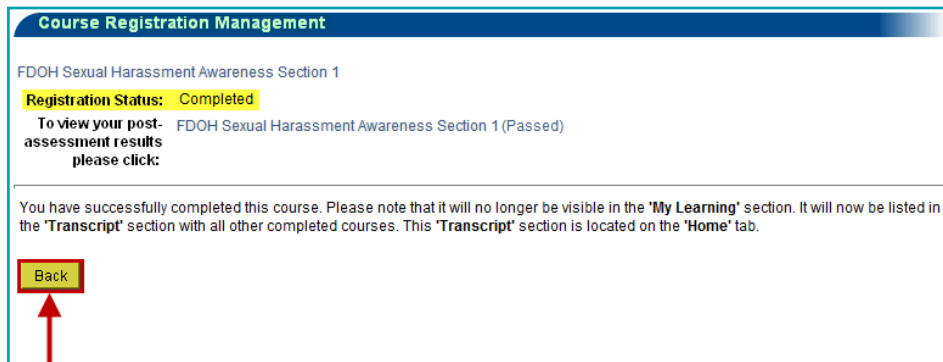 Course Registration Management
FDOH Sexual Harassment Awareness Section 1
Registration Status: Completed
To view your post- FDOH Sexual Harassment Awareness Section 1 (Passed)
assessment results
please click:
You have successfully completed this course. Please note that it will no longer be visible in the 'My Learning' section. It will now be listed in
the 'Transcript' section with all other completed courses. This 'Transcript' section is located on the 'Home' tab.
Back